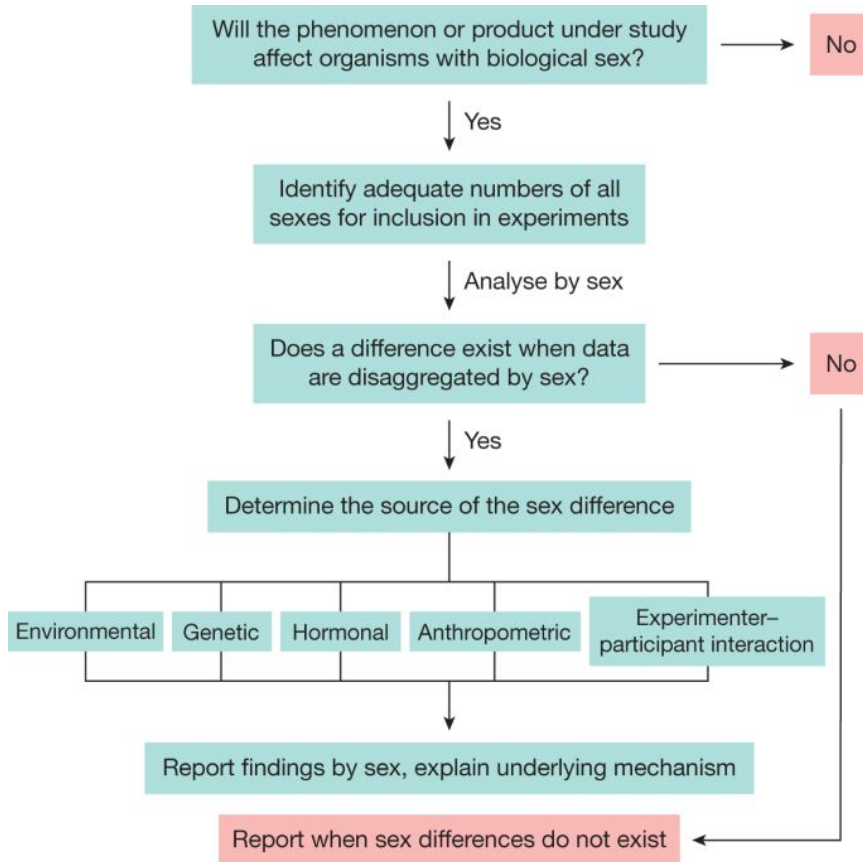 Will the phenomenon or product under study
affect organisms with biological sex?
No
Yes
Identify adequate numbers of all
sexes for inclusion in experiments
Analyse by sex
Does a difference exist when data
are disaggregated by sex?
No
Yes
Determine the source of the sex difference
Environmental
Genetic
Hormonal
Anthropometric
Experimenter–
participant interaction
Report findings by sex, explain underlying mechanism
Report when sex differences do not exist